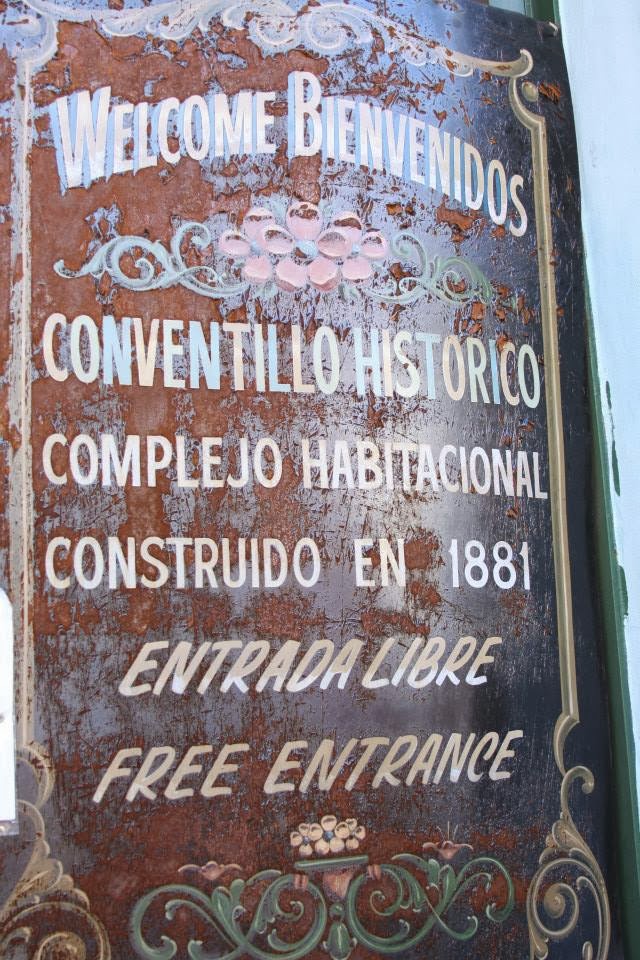 WELCOME BIENVENIDOS
CONVENTILLO HISTORICO
COMPLEJO HABITACIONAL
CONSTRUIDO EN 1881
ENTRADA LIBRE
FREE ENTRANCE